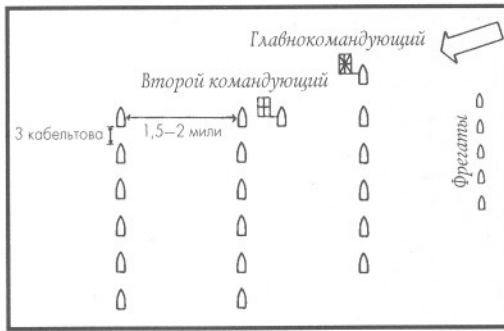 Главнокомандующий
Второй командующий
3 кабельтова
1,5—2 мили
Фрегаты